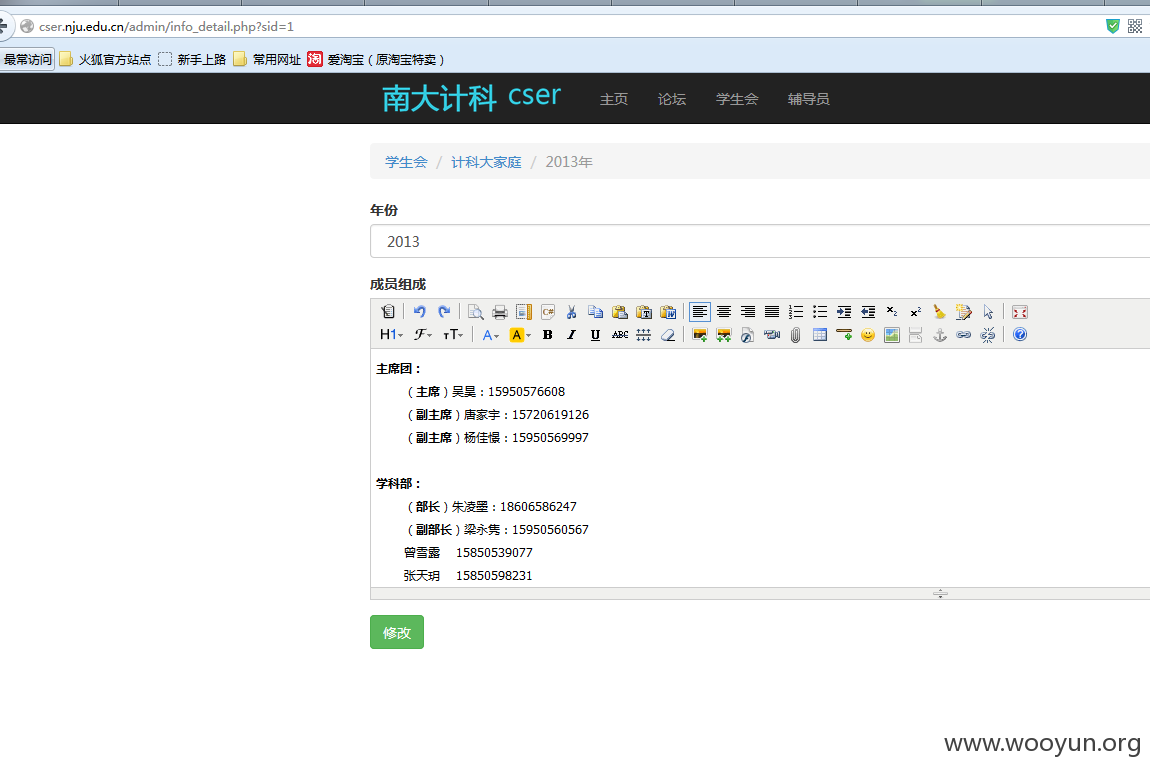 cser.nju.edu.cn/admin/info_detail.php?sid=1
最常访问 火狐官方站点 新手上路 常用网址 淘 爱淘宝（原淘宝特卖）
南大计科 cser 主页 论坛 学生会 辅导员
学生会 / 计科大家庭 / 2013年
年份
2013
成员组成
主席团：
（主席）吴昊：15950576608
（副主席）唐家宇：15720619126
（副主席）杨佳憬：15950569997
学科部：
（部长）朱凌墨：18606586247
（副部长）梁永隽：15950560567
曾雪露 15850539077
张天玥 15850598231
修改
www.wooyun.org